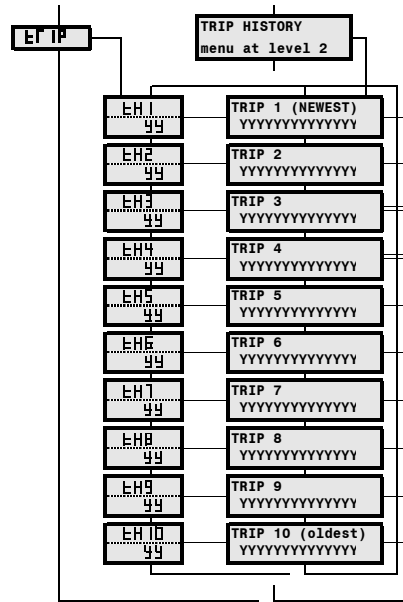 trIP
TRIP HISTORY
menu at level 2
tH1
yy
TRIP 1 (NEWEST)
YYYYYYYYYYYYYY
tH2
yy
TRIP 2
YYYYYYYYYYYYYY
tH3
yy
TRIP 3
YYYYYYYYYYYYYY
tH4
yy
TRIP 4
YYYYYYYYYYYYYY
tH5
yy
TRIP 5
YYYYYYYYYYYYYY
tH6
yy
TRIP 6
YYYYYYYYYYYYYY
tH7
yy
TRIP 7
YYYYYYYYYYYYYY
tH8
yy
TRIP 8
YYYYYYYYYYYYYY
tH9
yy
TRIP 9
YYYYYYYYYYYYYY
tH10
yy
TRIP 10 (oldest)
YYYYYYYYYYYYYY